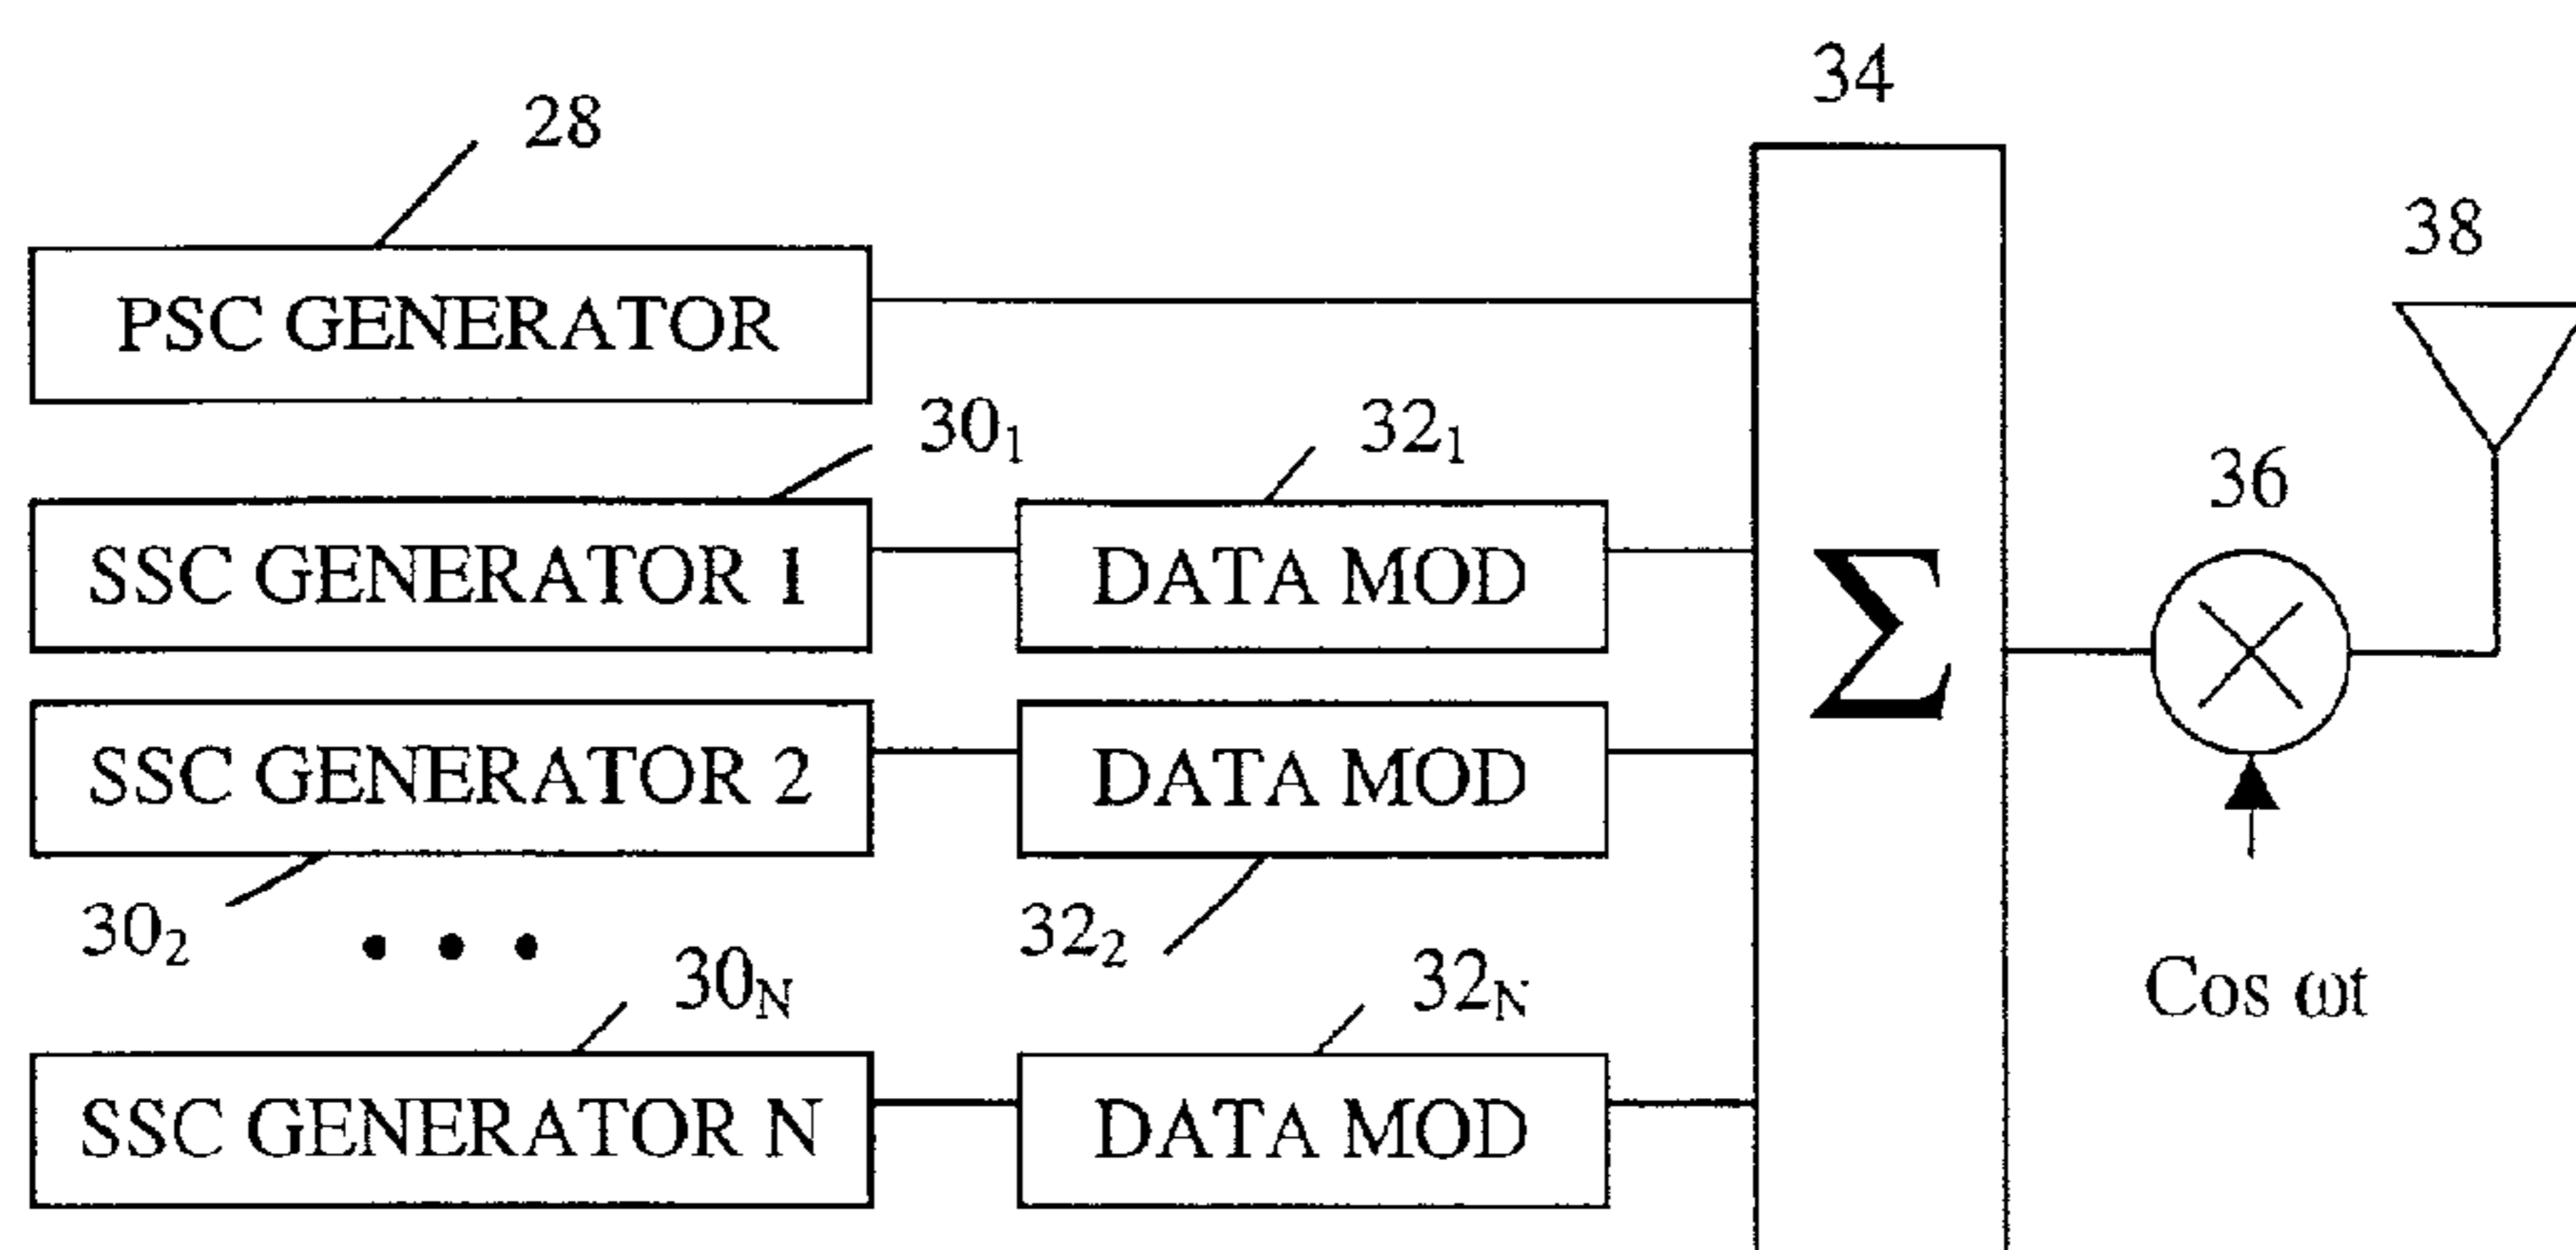 34
28
38
PSC GENERATOR
30₁
32₁
36
SSC GENERATOR 1
DATA MOD
Σ
SSC GENERATOR 2
DATA MOD
30₂
32₂
• • •
30N
32N
Cos ωt
SSC GENERATOR N
DATA MOD